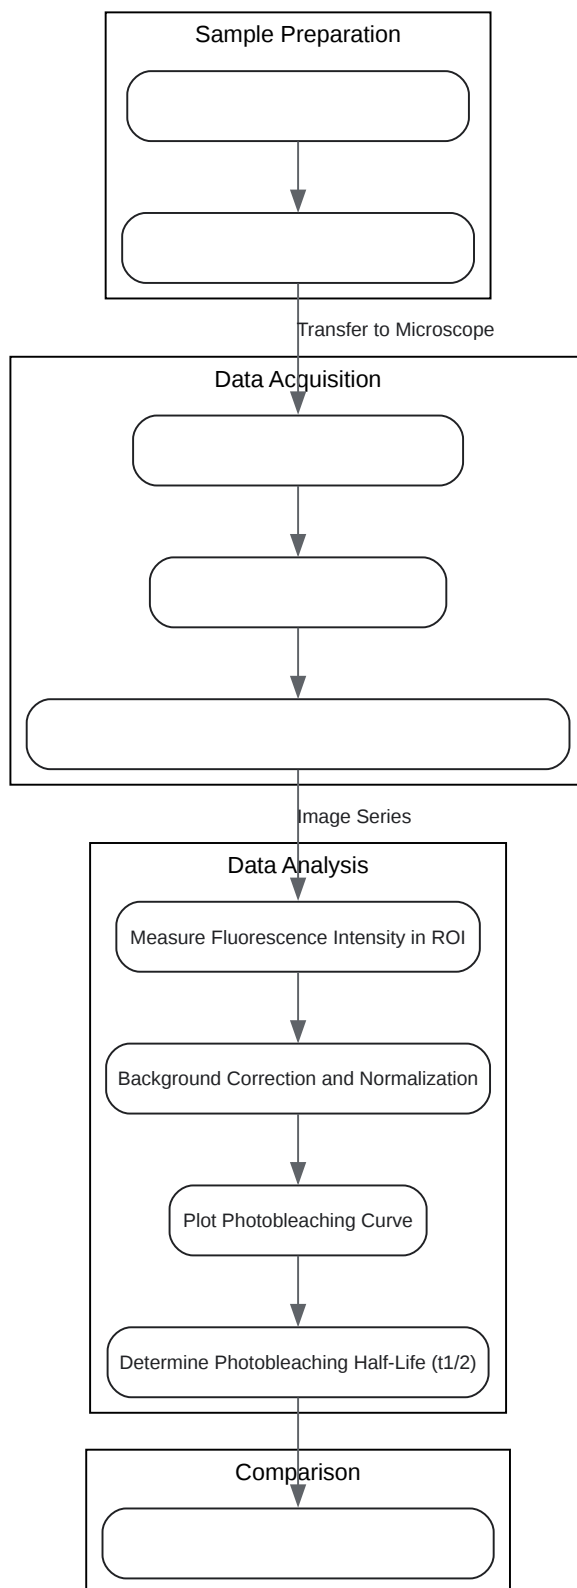 Sample Preparation
Transfer to Microscope
Data Acquisition
Image Series
Data Analysis
Measure Fluorescence Intensity in ROI
Background Correction and Normalization
Plot Photobleaching Curve
Determine Photobleaching Half-Life (t1/2)
Comparison